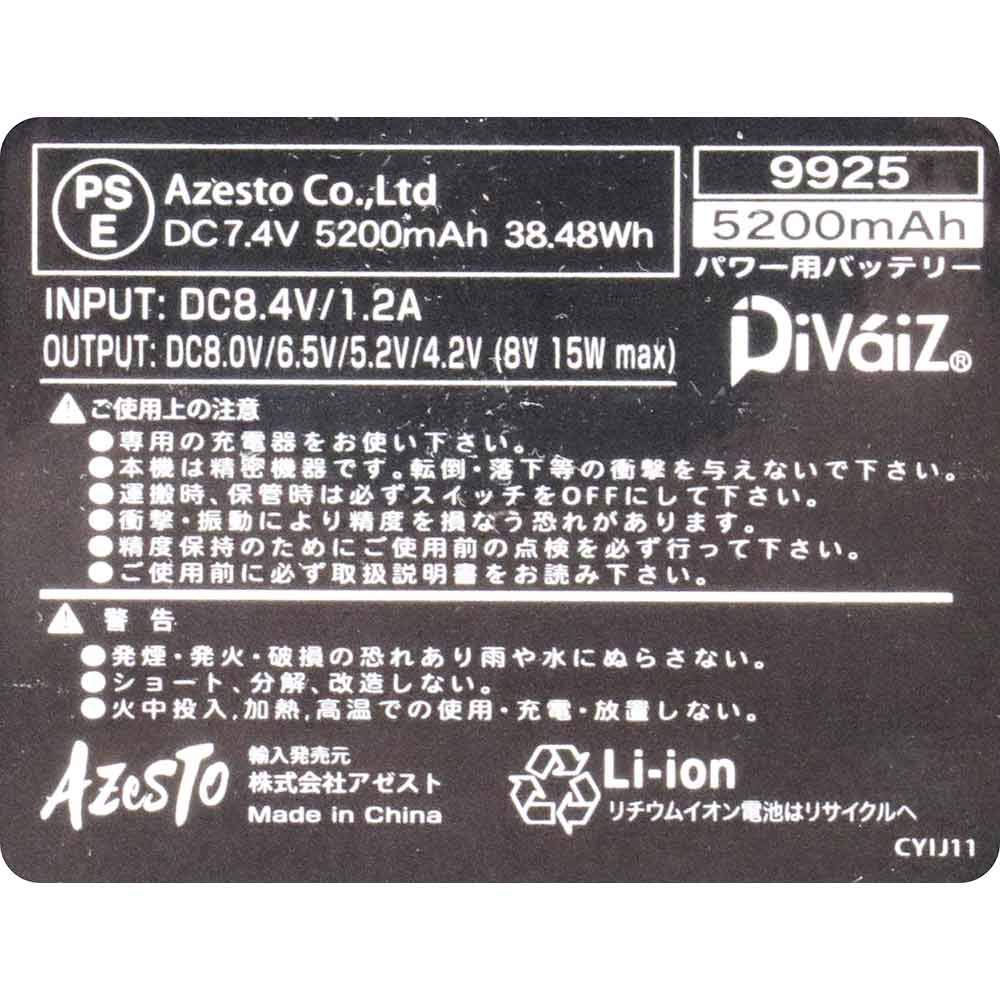 PS E
Azesto Co.,Ltd
DC7.4V 5200mAh 38.48Wh
9925
5200mAh
パワー用バッテリー
INPUT: DC8.4V/1.2A
OUTPUT: DC8.0V/6.5V/5.2V/4.2V (8V 15W max)
DiVáiZ®
ご使用上の注意
●専用の充電器をお使い下さい。
●本機は精密機器です。転倒・落下等の衝撃を与えないで下さい。
●運搬時、保管時は必ずスイッチをOFFにして下さい。
●衝撃・振動により精度を損なう恐れがあります。
●精度保持のためにご使用前の点検を必ず行って下さい。
●ご使用前に必ず取扱説明書をお読み下さい。
警告
●発煙・発火・破損の恐れあり雨や水にぬらさない。
●ショート、分解、改造しない。
●火中投入,加熱,高温での使用・充電・放置しない。
AZESTO
輸入発売元
株式会社アゼスト
Made in China
Li-ion
リチウムイオン電池はリサイクルへ
CYIJ11